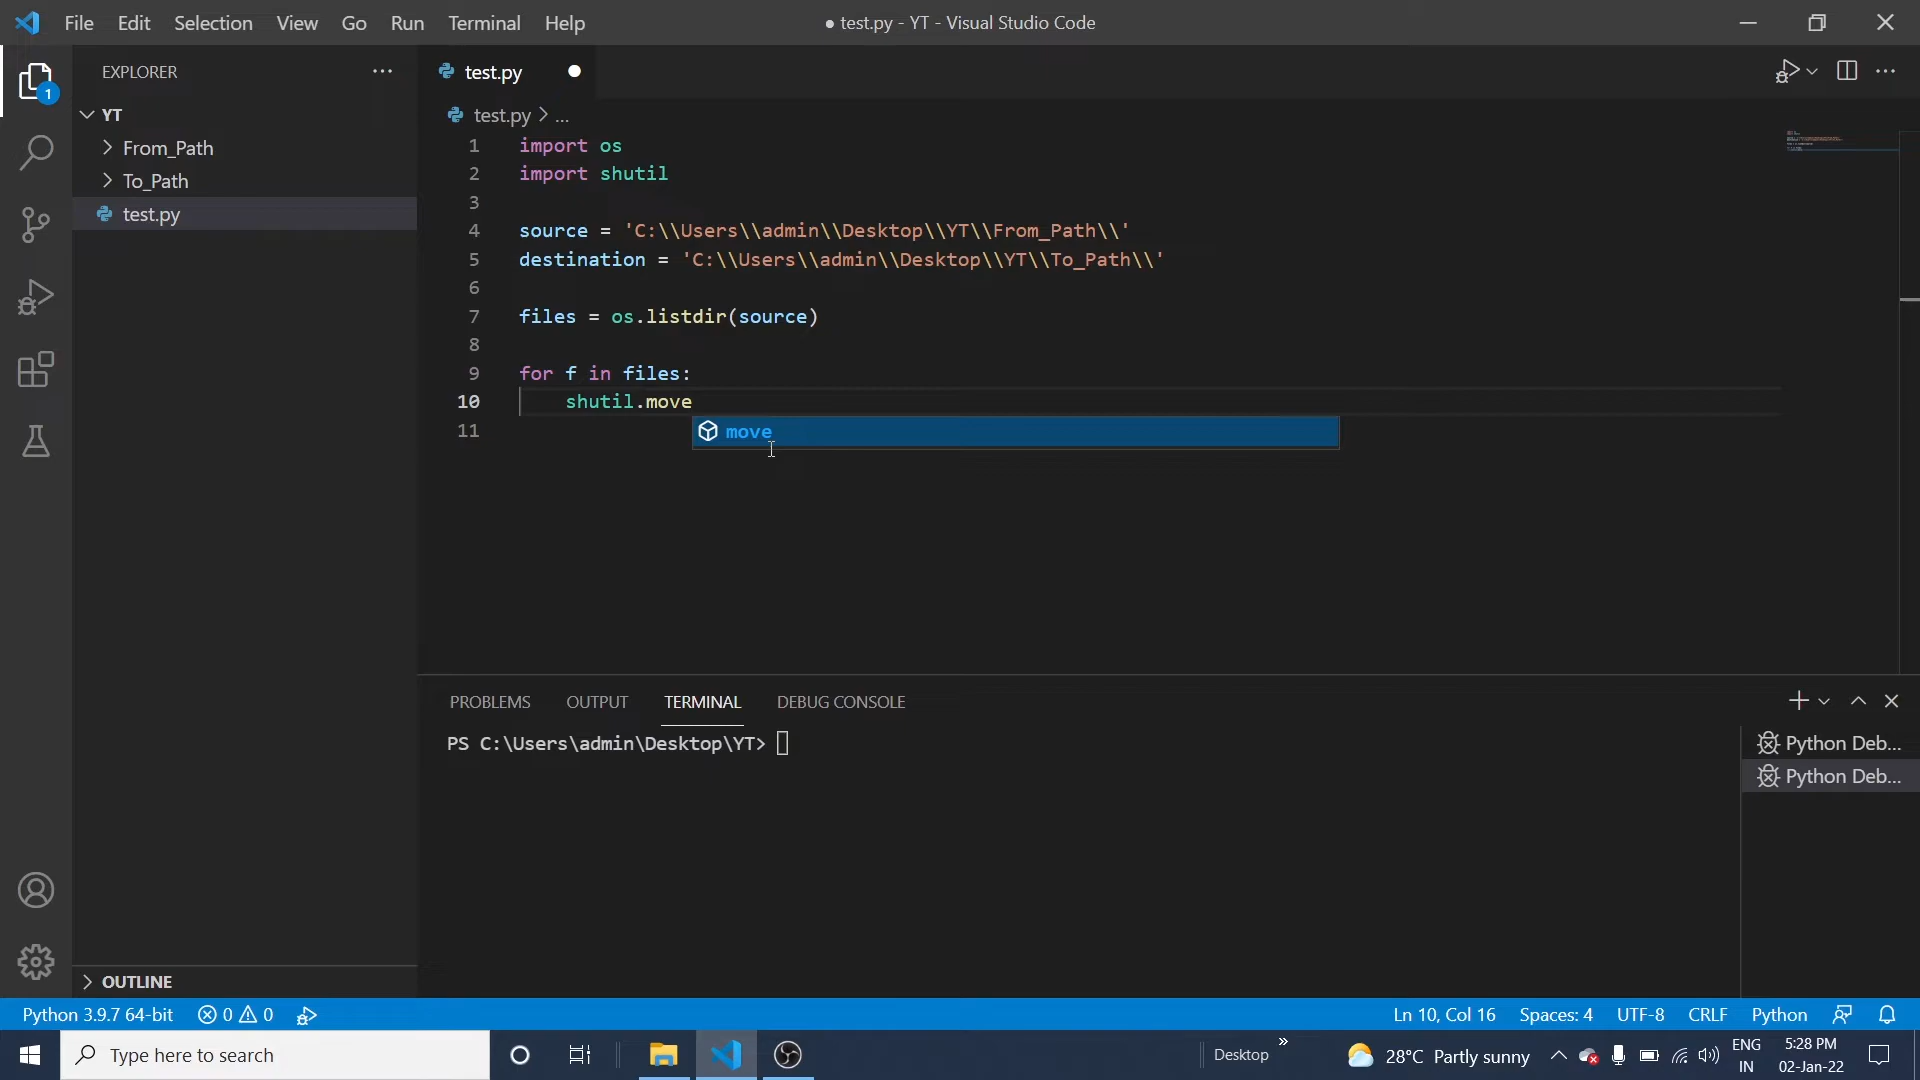 File Edit Selection View Go Run Terminal Help
● test.py - YT - Visual Studio Code
EXPLORER
1
YT
From_Path
To_Path
test.py
OUTLINE
test.py
test.py > ...
1 import os
2 import shutil
3
4 source = 'C:\\Users\\admin\\Desktop\\YT\\From_Path\\'
5 destination = 'C:\\Users\\admin\\Desktop\\YT\\To_Path\\'
6
7 files = os.listdir(source)
8
9 for f in files:
10     shutil.move
move
11
PROBLEMS OUTPUT TERMINAL DEBUG CONSOLE
PS C:\Users\admin\Desktop\YT>
Python Deb...
Python Deb...
Python 3.9.7 64-bit 0 0 Ln 10, Col 16 Spaces: 4 UTF-8 CRLF Python
Type here to search
Desktop
28°C Partly sunny
ENG
IN
5:28 PM
02-Jan-22